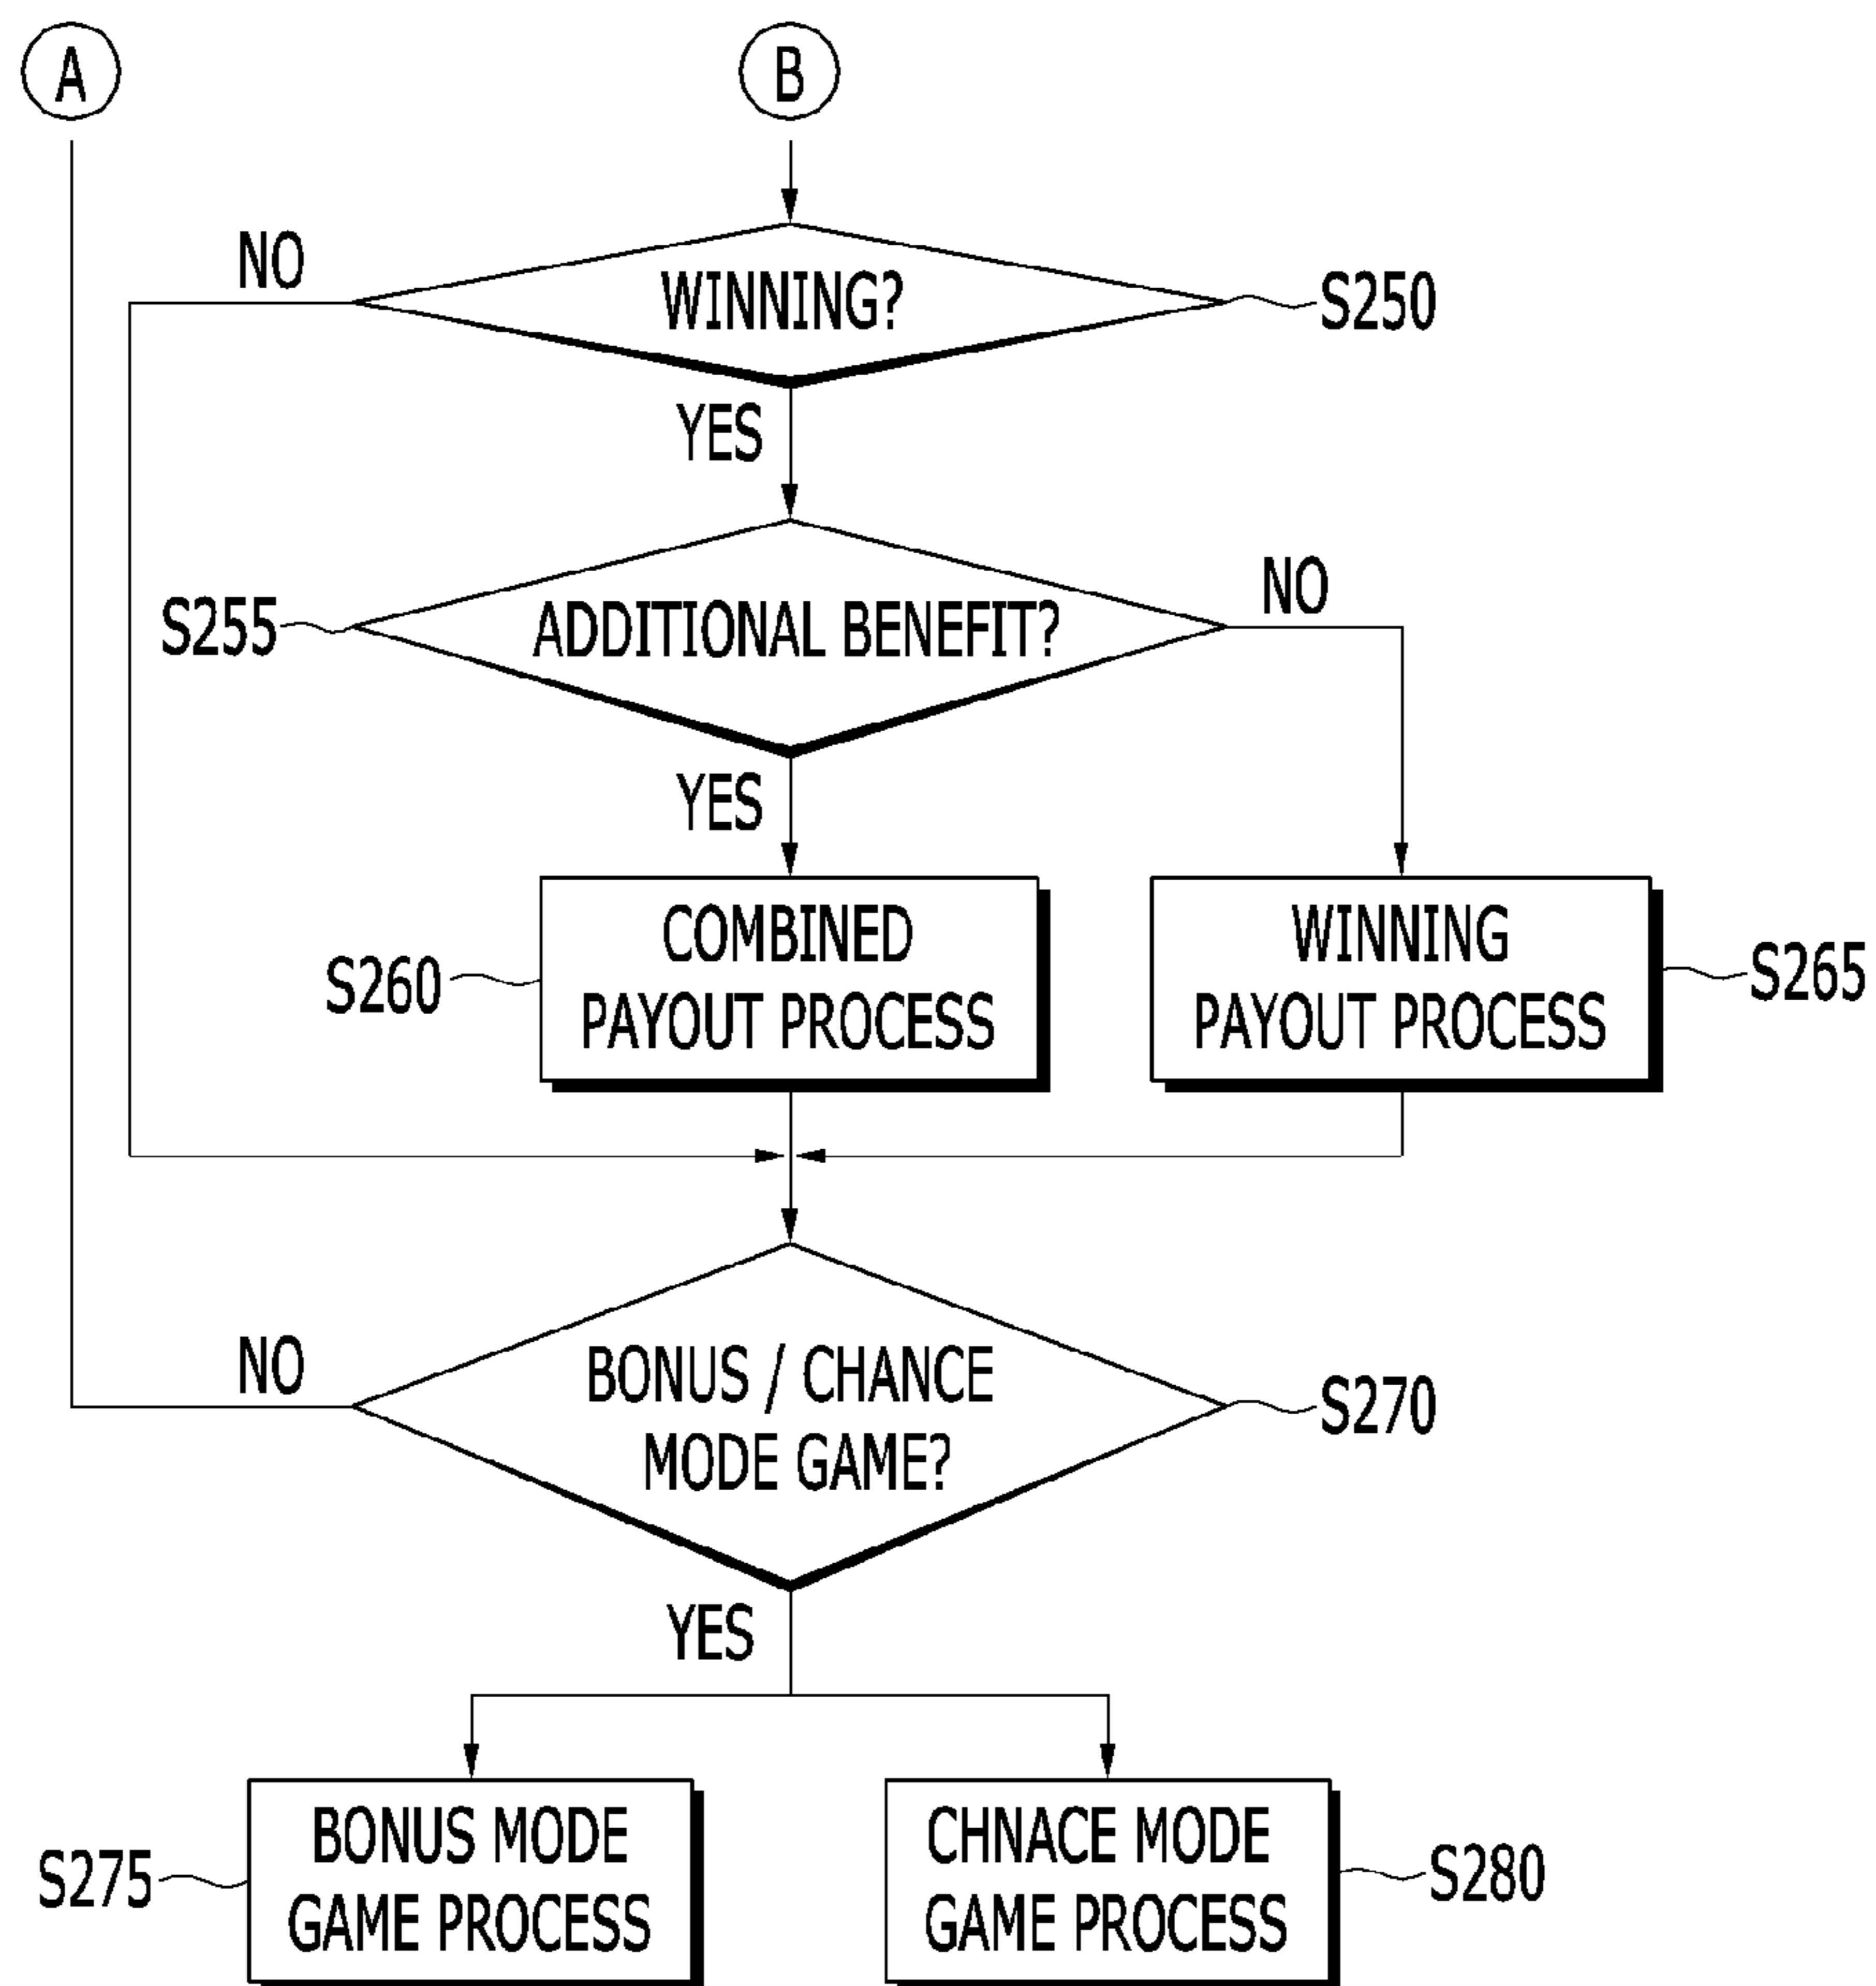 A
B
NO
WINNING?
S250
YES
S255
ADDITIONAL BENEFIT?
NO
YES
S260
COMBINED
PAYOUT PROCESS
WINNING
PAYOUT PROCESS
S265
NO
BONUS / CHANCE
MODE GAME?
S270
YES
S275
BONUS MODE
GAME PROCESS
CHNACE MODE
GAME PROCESS
S280